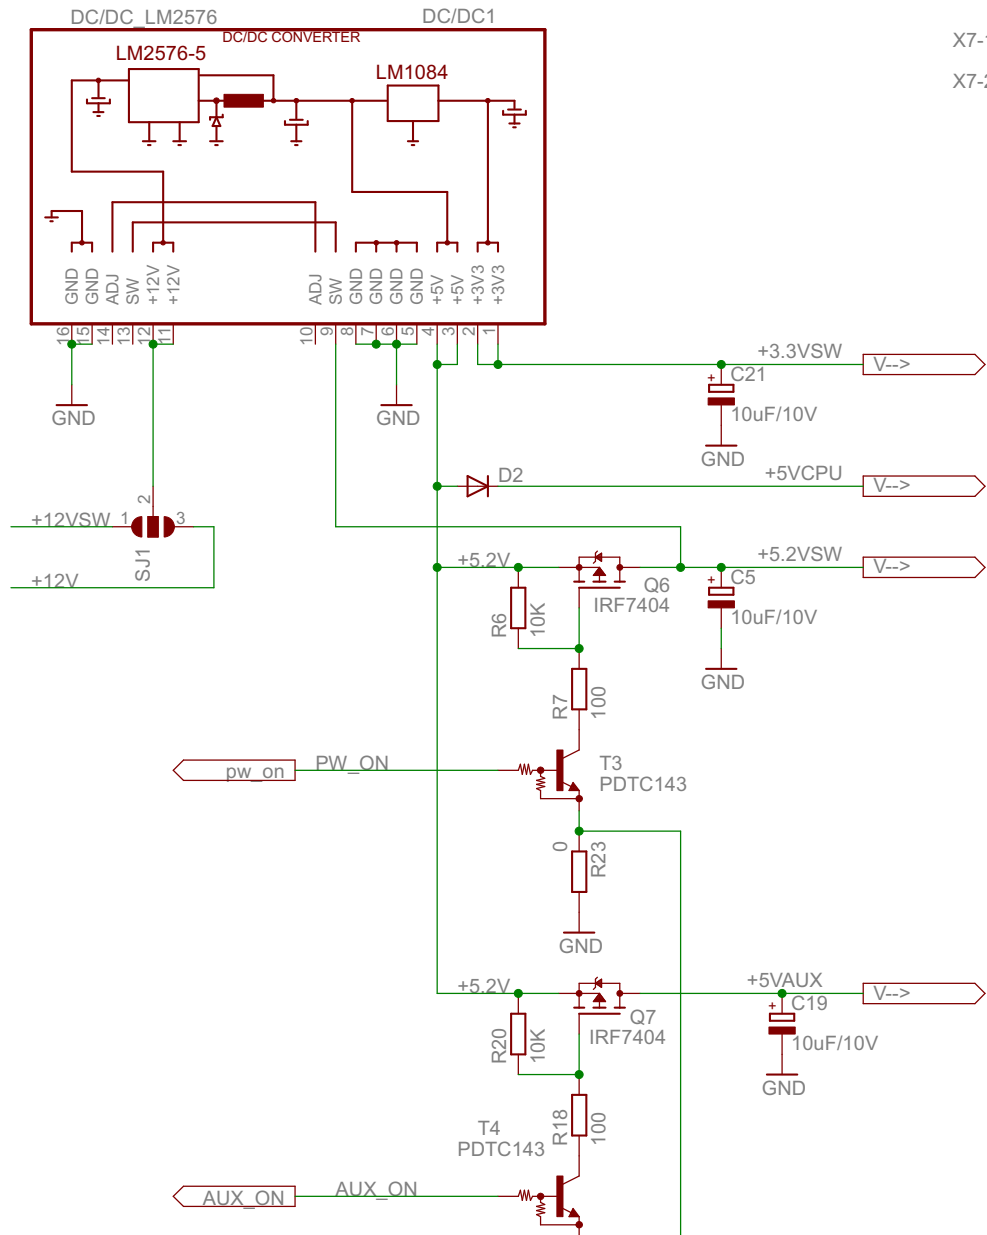 DC/DC_LM2576
DC/DC1
DC/DC CONVERTER
LM2576-5
LM1084
X7-
X7-2
GND
GND
ADJ
SW
+12V
+12V
ADJ
SW
GND
GND
GND
GND
+5V
+5V
+3V3
+3V3
16
15
14
13
12
11
10
9
8
7
6
5
4
3
2
1
GND
GND
+3.3VSW
V-->
+
C21
10uF/10V
GND
D2
+5VCPU
V-->
2
+12VSW
1
3
SJ1
+12V
+5.2V
Q6
IRF7404
+5.2VSW
V-->
+
C5
10uF/10V
GND
R6
10K
R7
100
pw_on
PW_ON
T3
PDTC143
0
R23
GND
+5.2V
Q7
IRF7404
+5VAUX
V-->
+
C19
10uF/10V
GND
R20
10K
R18
100
T4
PDTC143
AUX_ON
AUX_ON